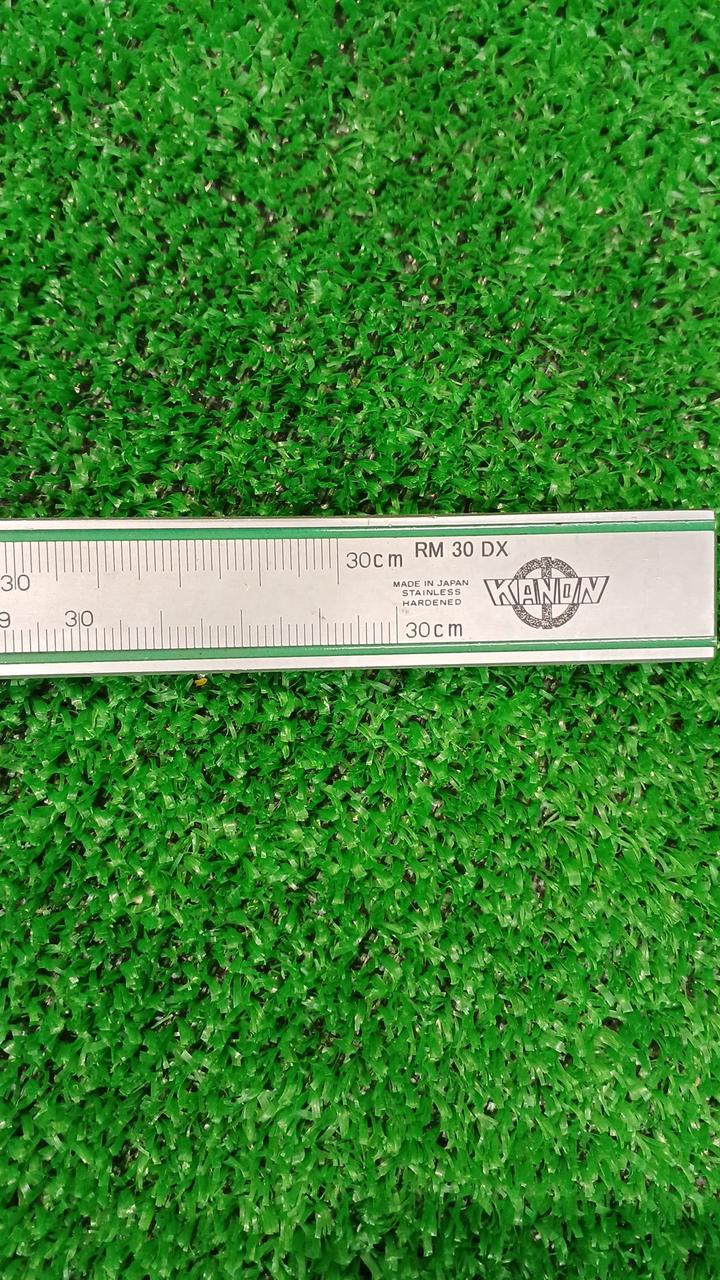 30cm RM 30 DX
30
MADE IN JAPAN
STAINLESS
HARDENED
KANON
9 30
30cm